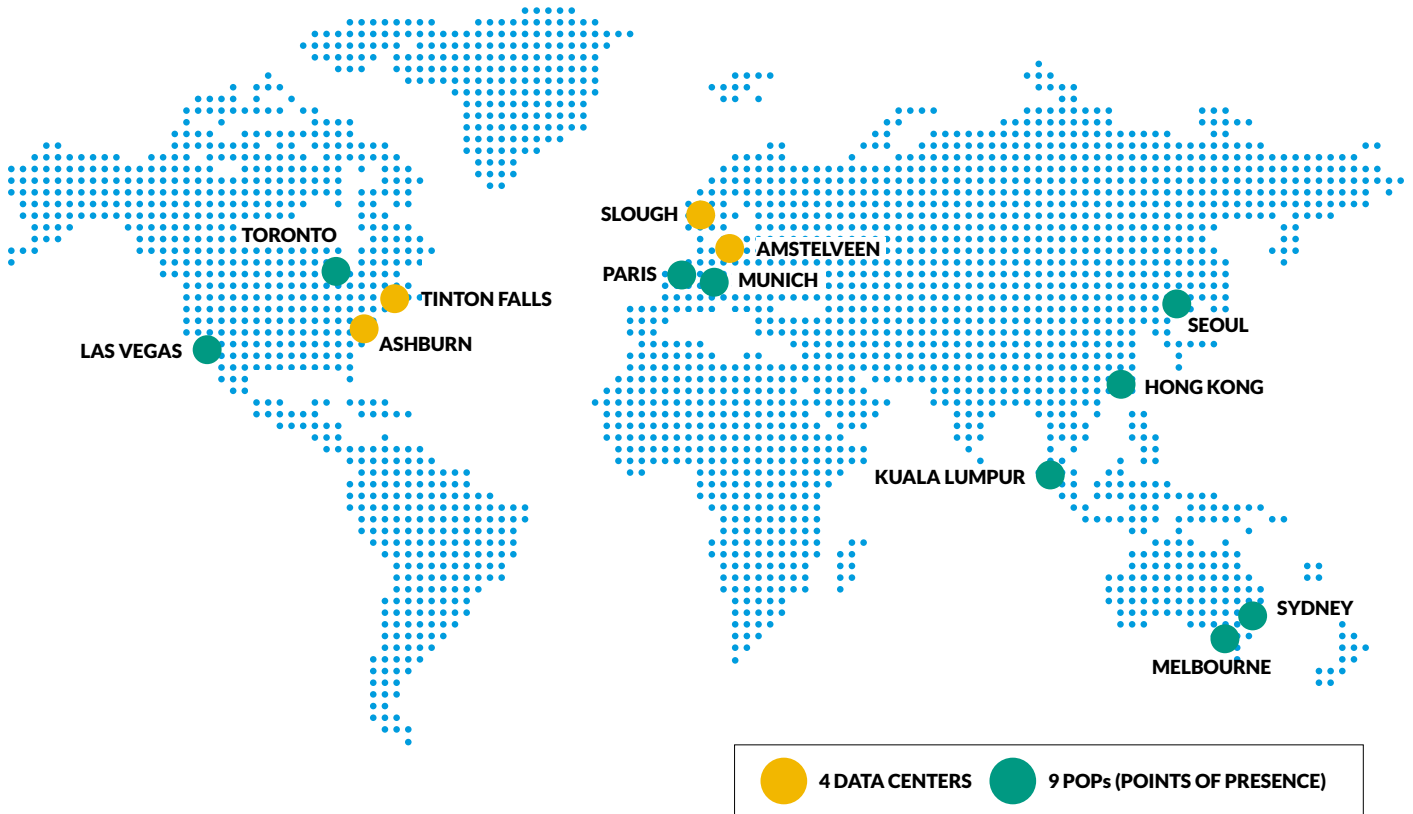 SLOUGH
TORONTO
AMSTELVEEN
PARIS
MUNICH
TINTON FALLS
SEOUL
ASHBURN
LAS VEGAS
HONG KONG
KUALA LUMPUR
SYDNEY
MELBOURNE
4 DATA CENTERS
9 POPs (POINTS OF PRESENCE)